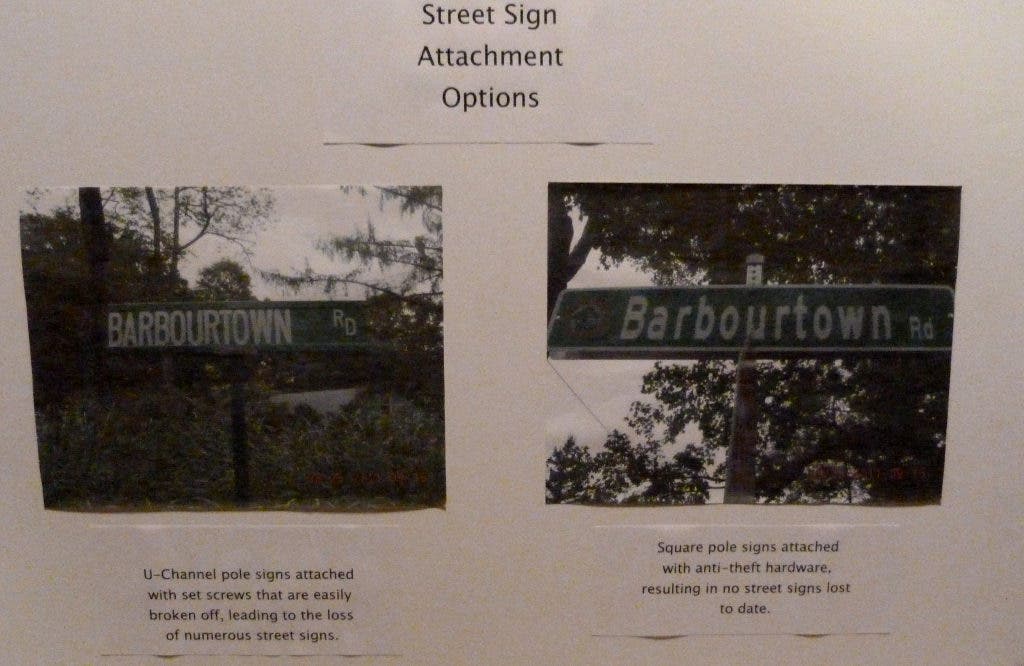 Street Sign
Attachment
Options
BARBOURTOWN RD
Barbourtown Rd
U-Channel pole signs attached
with set screws that are easily
broken off, leading to the loss
of numerous street signs.
Square pole signs attached
with anti-theft hardware,
resulting in no street signs lost
to date.